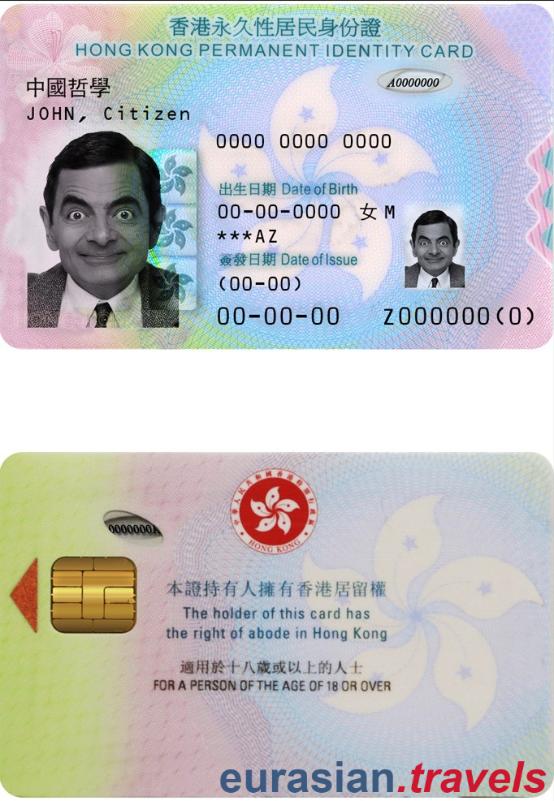 香港永久性居民身份證
HONG KONG PERMANENT IDENTITY CARD
A0000000
中國哲學
JOHN, Citizen
0000 0000 0000
出生日期 Date of Birth
00-00-0000 女 M
***AZ
簽發日期 Date of Issue
(00-00)
00-00-00 Z000000(0)
A0000000
HONG KONG
本證持有人擁有香港居留權
The holder of this card has
the right of abode in Hong Kong
適用於十八歲或以上的人士
FOR A PERSON OF THE AGE OF 18 OR OVER
eurasian.travels